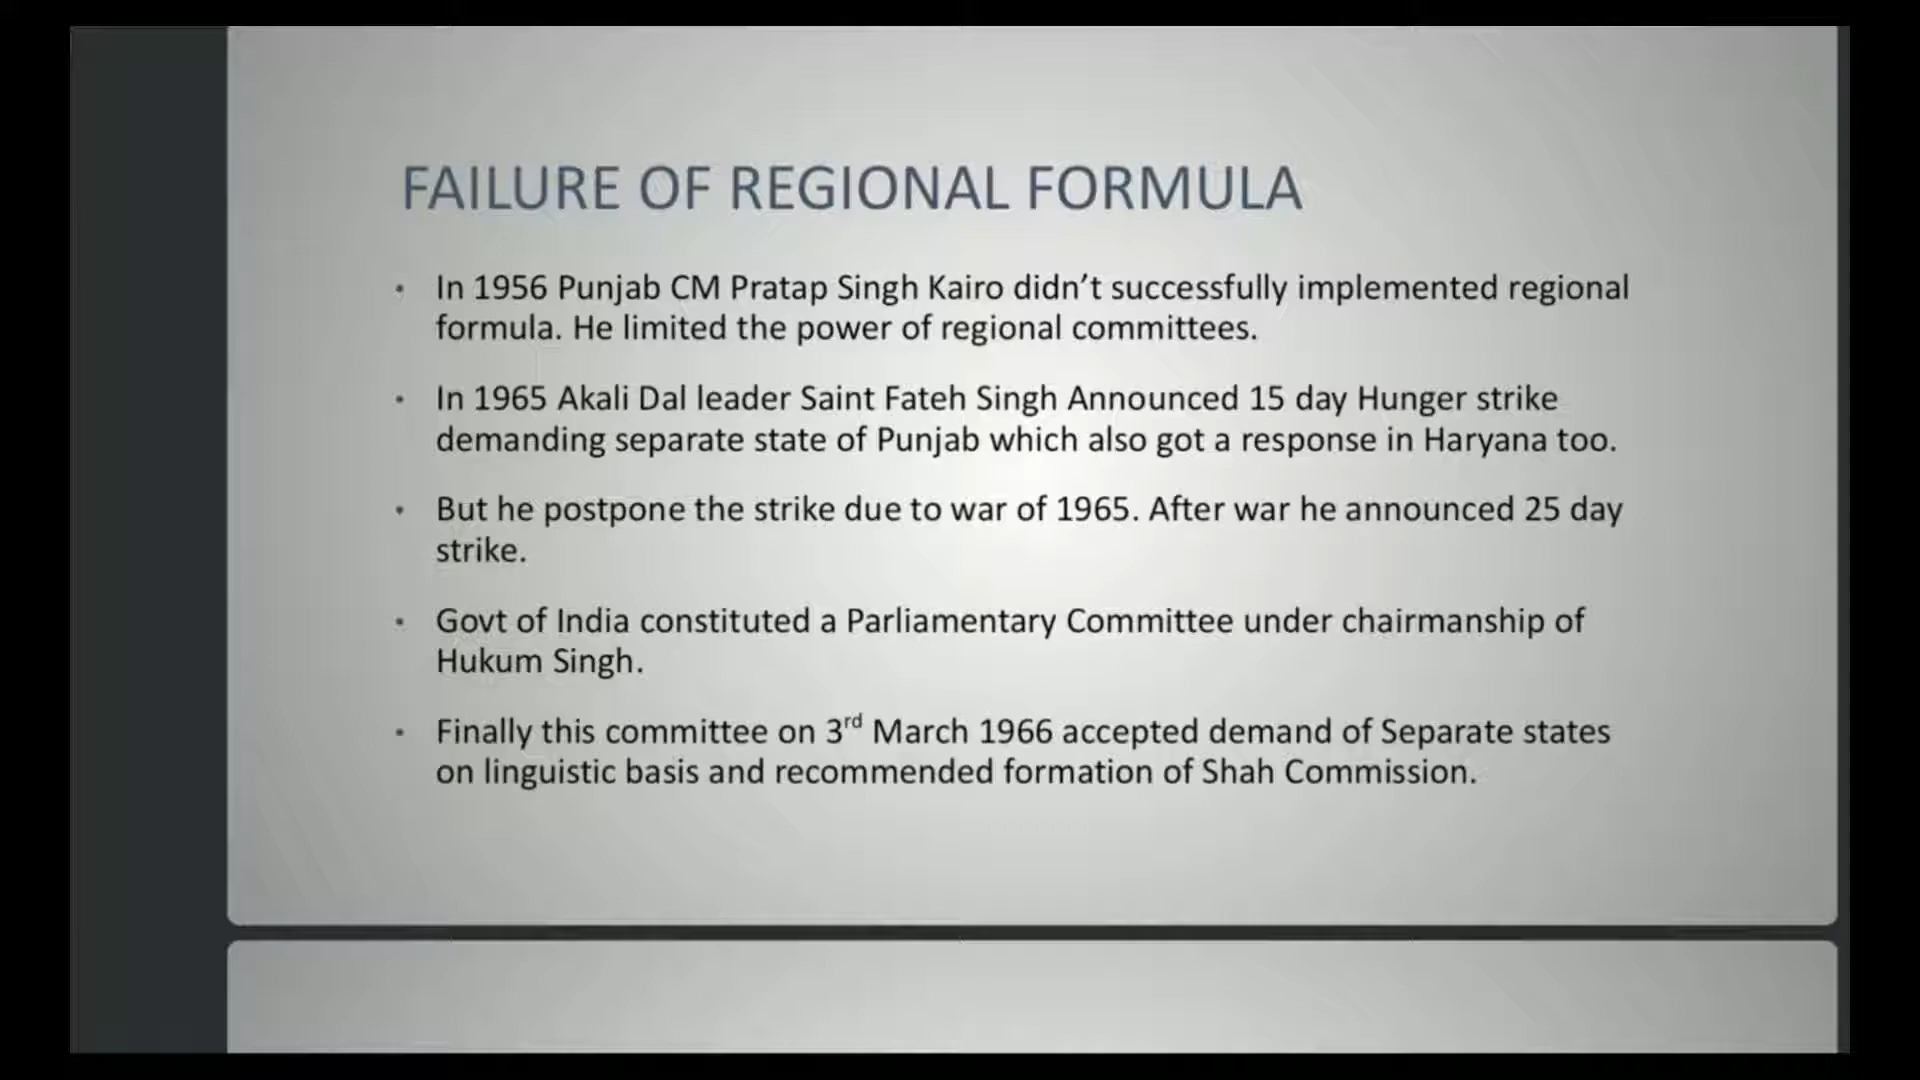 FAILURE OF REGIONAL FORMULA
• In 1956 Punjab CM Pratap Singh Kairo didn't successfully implemented regional
formula. He limited the power of regional committees.
• In 1965 Akali Dal leader Saint Fateh Singh Announced 15 day Hunger strike
demanding separate state of Punjab which also got a response in Haryana too.
• But he postpone the strike due to war of 1965. After war he announced 25 day
strike.
• Govt of India constituted a Parliamentary Committee under chairmanship of
Hukum Singh.
• Finally this committee on 3rd March 1966 accepted demand of Separate states
on linguistic basis and recommended formation of Shah Commission.